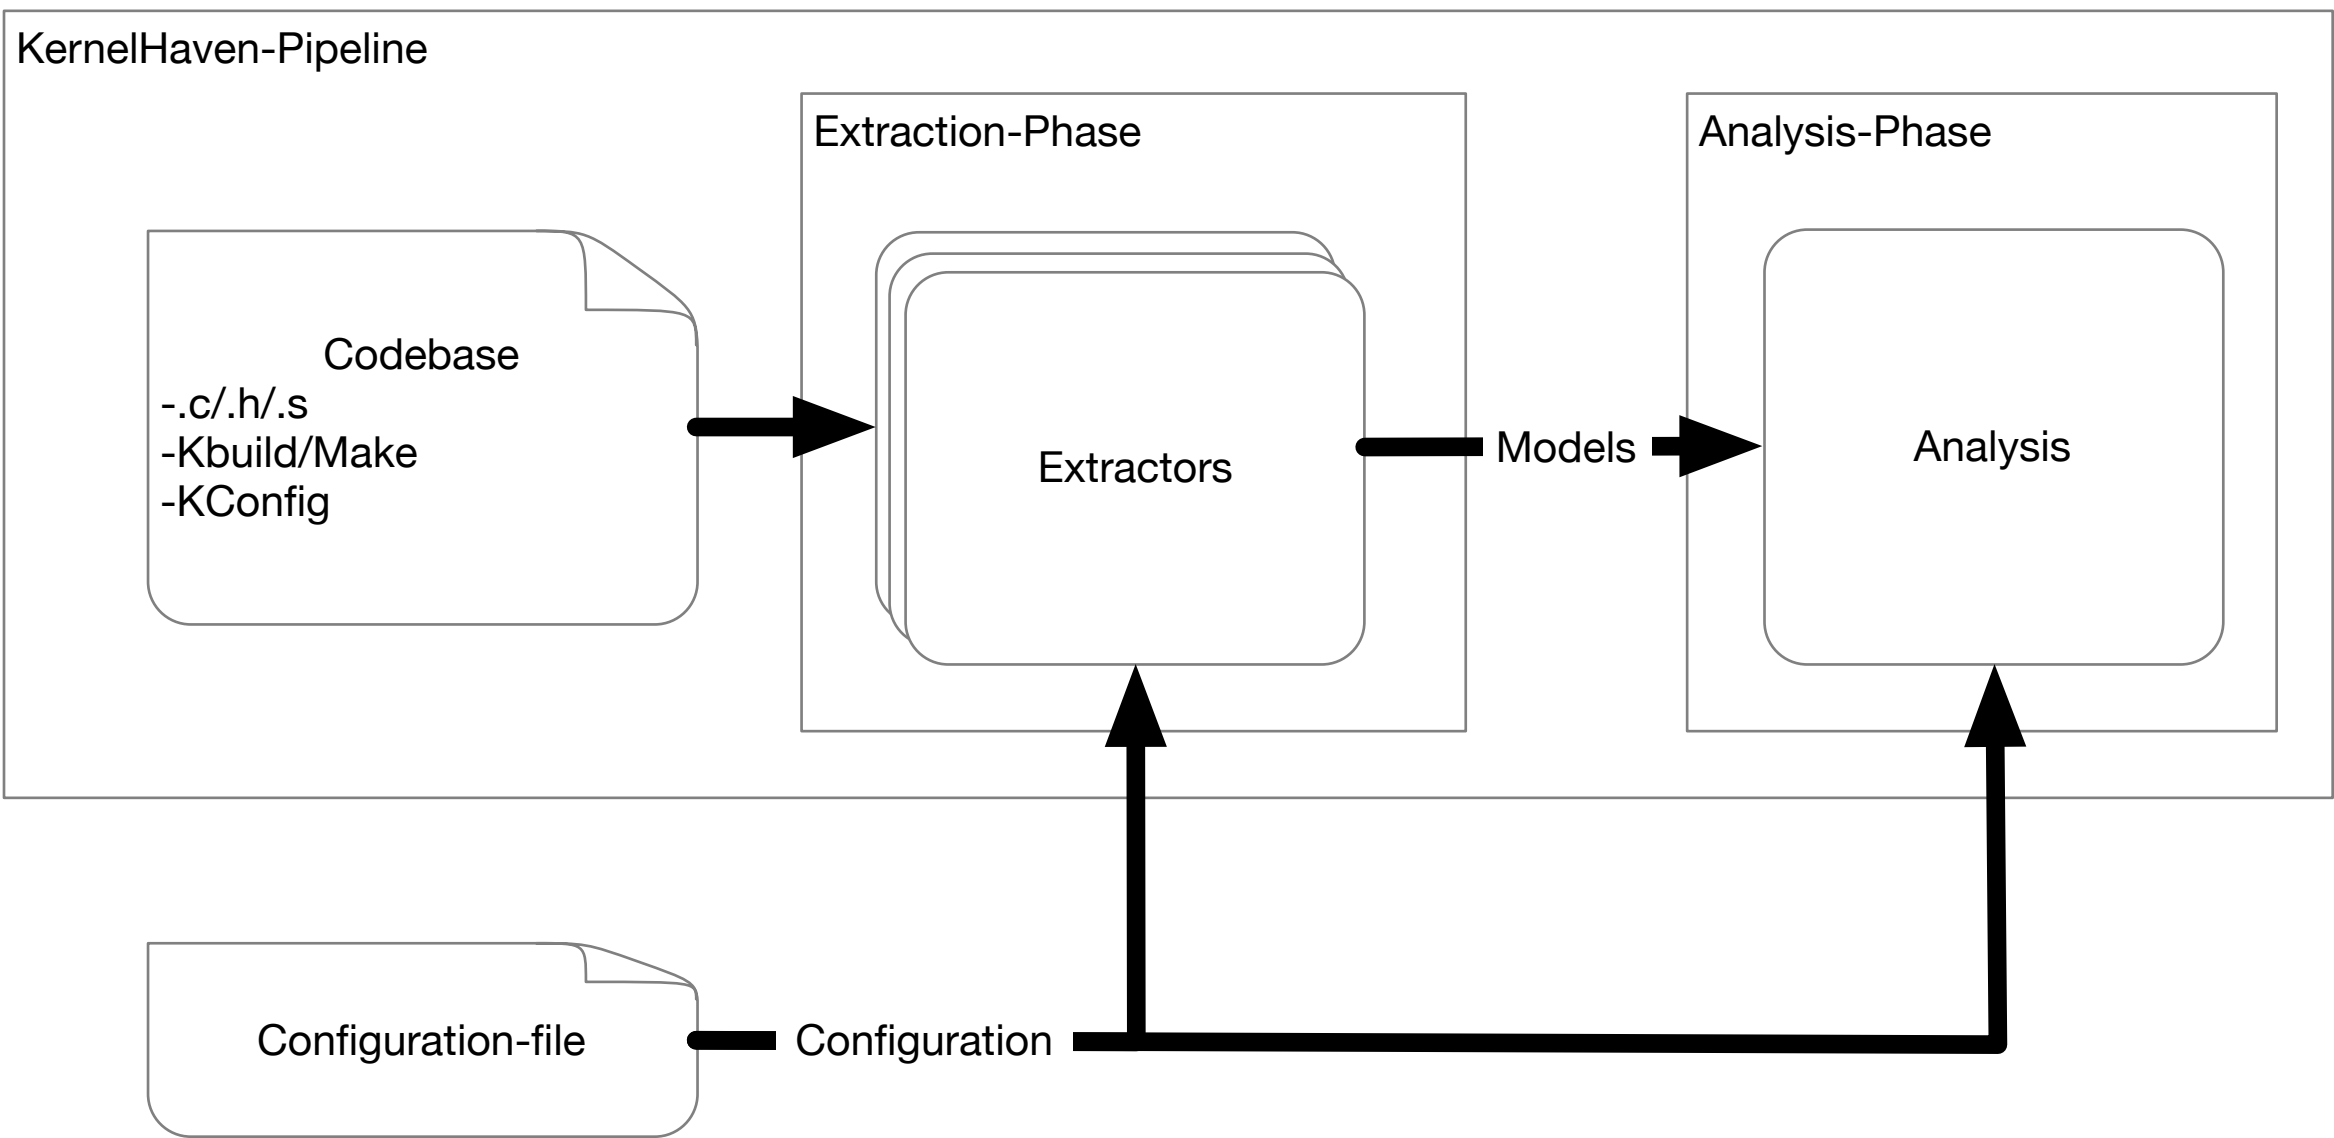 KernelHaven-Pipeline
Extraction-Phase
Analysis-Phase
Codebase
-.c/.h/.s
-Kbuild/Make
-KConfig
Extractors
Models
Analysis
Configuration-file
Configuration